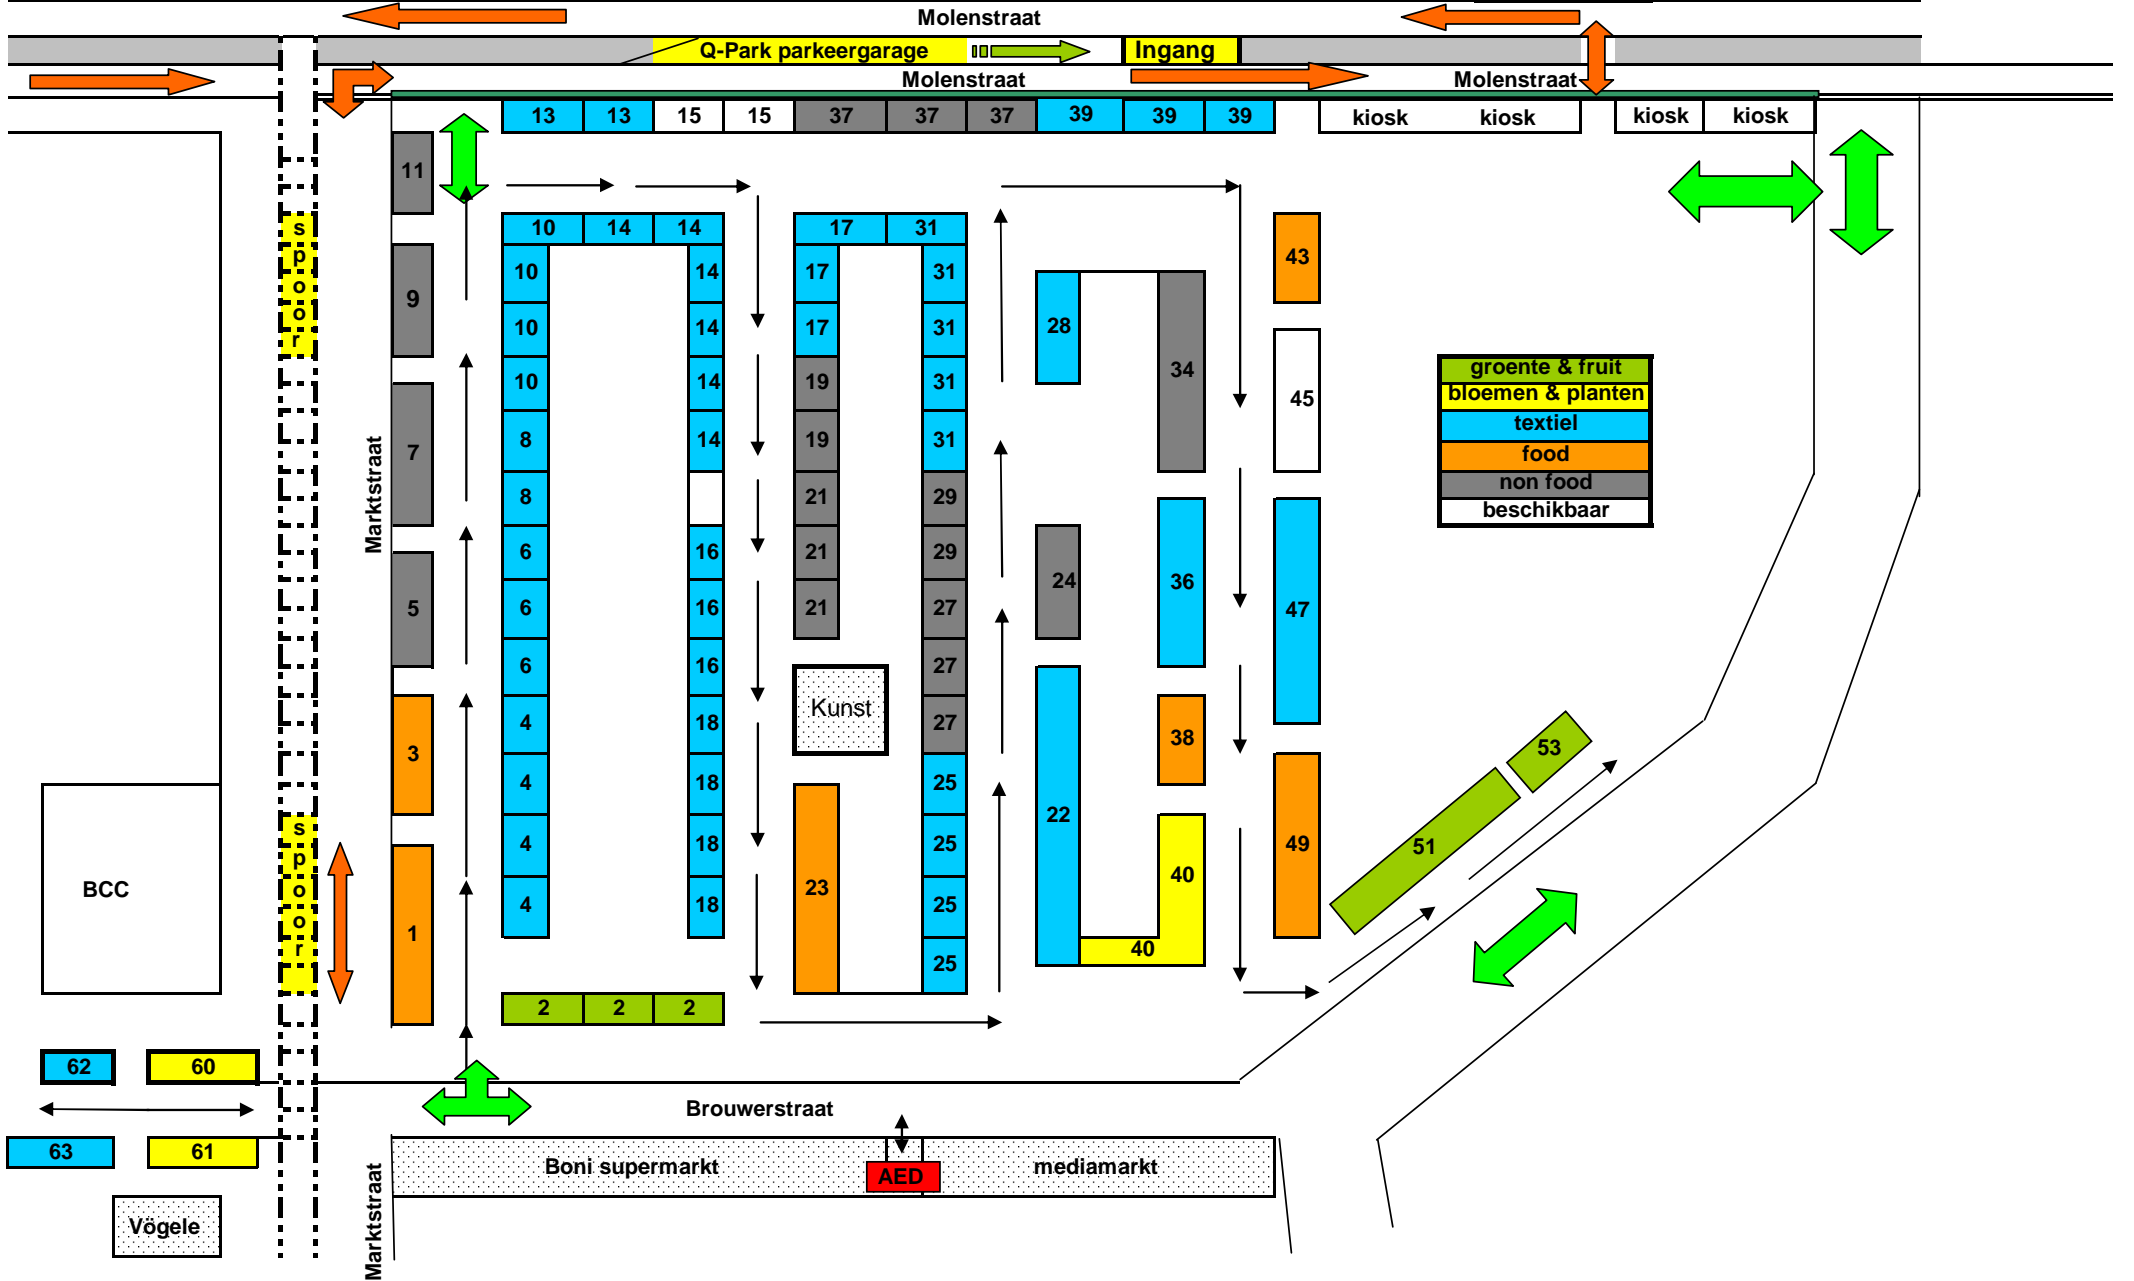 Molenstraat
Q-Park parkeergarage
Ingang
Molenstraat
Molenstraat
13 13 15 15 37 37 37 39 39 39
kiosk kiosk kiosk kiosk
11
10 14 14 17 31
spoor
43
10 14 17 31
9
28
10 14 17 31
34
groente & fruit
bloemen & planten
textiel
food
non food
beschikbaar
10 14 19 31
45
7
8 14 19 31
Marktstraat
8 21 29
6 16 21 29
24
36
5
6 16 21 27
47
6 16 27
Kunst
4 18 27
38
53
3
4 18 25
22
spoor
4 18 25
49
51
BCC
23
40
4 18 25
1
40
25
2 2 2
62 60
Brouwerstraat
63 61
Boni supermarkt
AED
mediamarkt
Marktstraat
Vögele